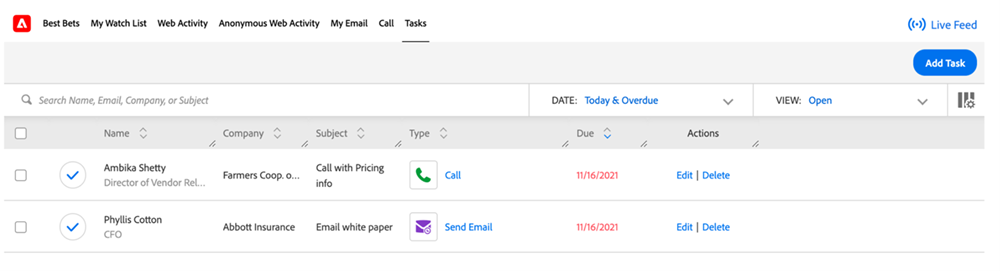 Best Bets My Watch List Web Activity Anonymous Web Activity My Email Call Tasks Live Feed
Add Task
Search Name, Email, Company, or Subject DATE: Today & Overdue VIEW: Open
Name Company Subject Type Due Actions
Ambika Shetty
Director of Vendor Rel... Farmers Coop. o... Call with Pricing
info Call 11/16/2021 Edit | Delete
Phyllis Cotton
CFO Abbott Insurance Email white paper Send Email 11/16/2021 Edit | Delete